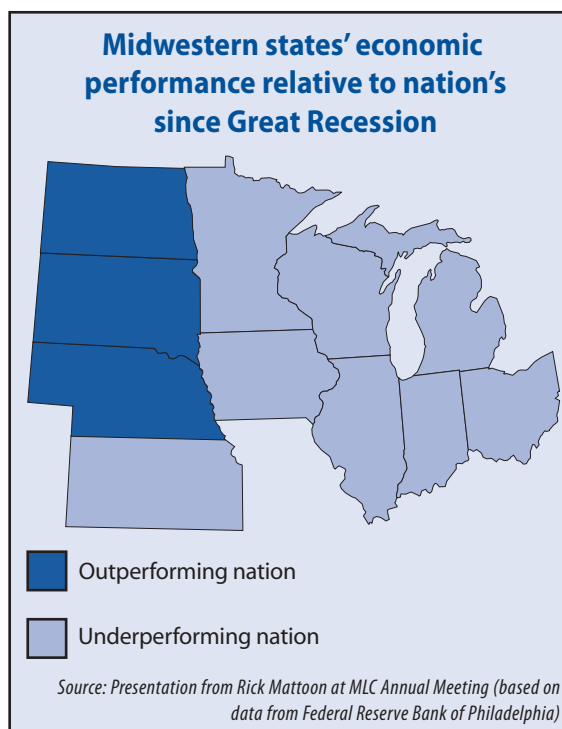 Midwestern states’ economic
performance relative to nation’s
since Great Recession
Outperforming nation
Underperforming nation
Source: Presentation from Rick Mattoon at MLC Annual Meeting (based on
data from Federal Reserve Bank of Philadelphia)